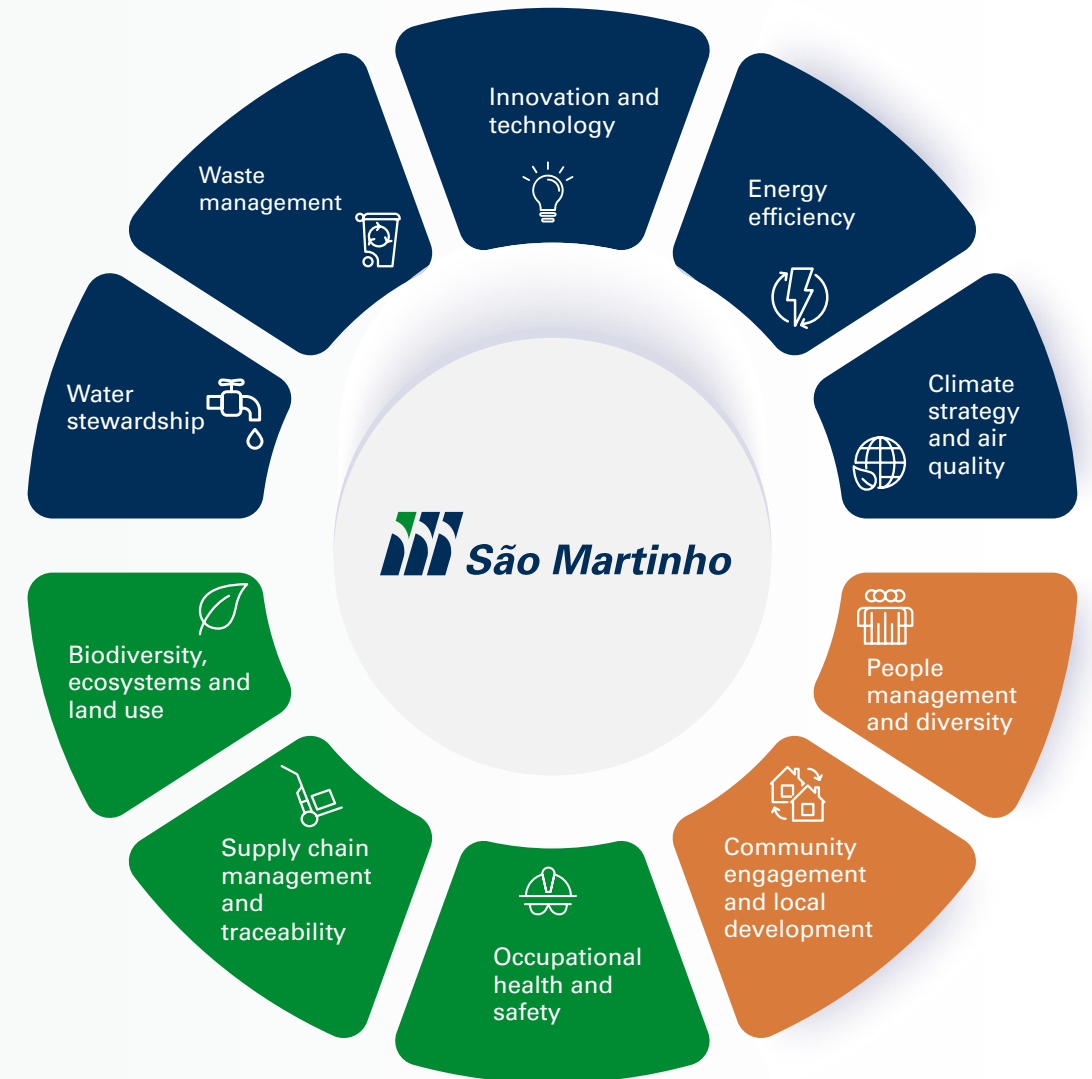 Innovation and
technology
Energy
efficiency
Climate
strategy
and air
quality
People
management
and diversity
Community
engagement
and local
development
Occupational
health and
safety
Supply chain
management
and
traceability
Biodiversity,
ecosystems and
land use
Water
stewardship
Waste
management
São Martinho